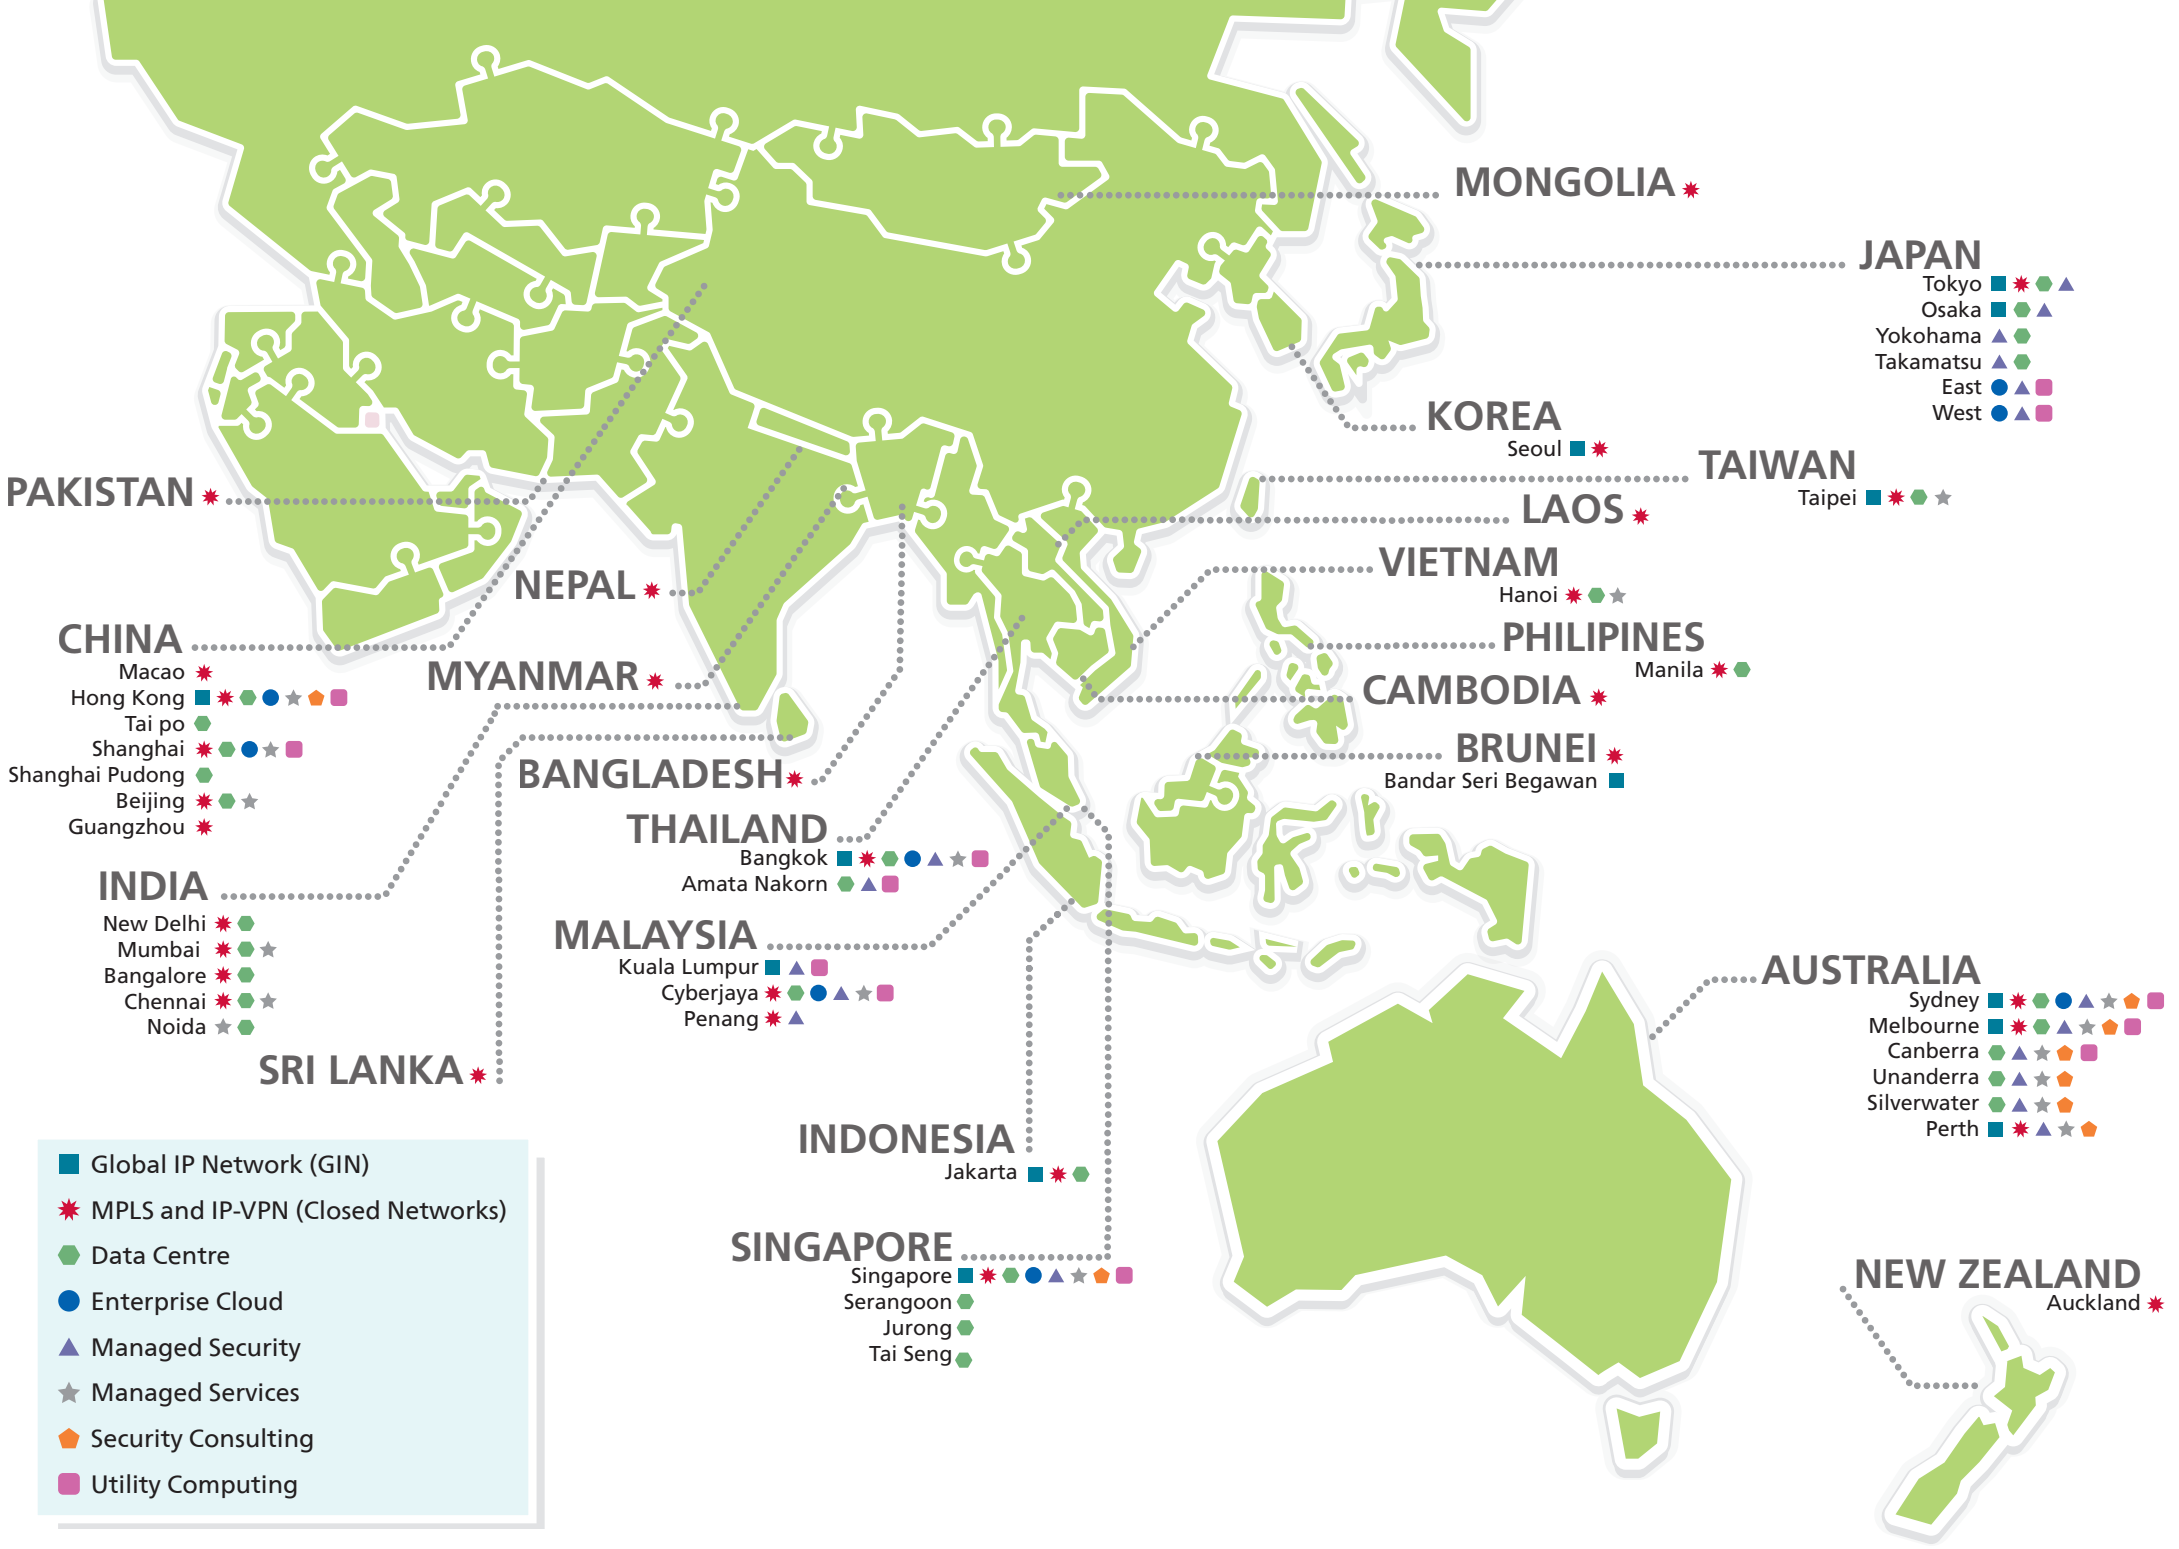 MONGOLIA
JAPAN
Tokyo
Osaka
Yokohama
Takamatsu
East
West
KOREA
Seoul
TAIWAN
Taipei
PAKISTAN
LAOS
VIETNAM
Hanoi
NEPAL
PHILIPINES
Manila
CHINA
Macao
Hong Kong
Tai po
Shanghai
Shanghai Pudong
Beijing
Guangzhou
MYANMAR
CAMBODIA
BRUNEI
Bandar Seri Begawan
BANGLADESH
THAILAND
Bangkok
Amata Nakorn
INDIA
New Delhi
Mumbai
Bangalore
Chennai
Noida
MALAYSIA
Kuala Lumpur
Cyberjaya
Penang
AUSTRALIA
Sydney
Melbourne
Canberra
Unanderra
Silverwater
Perth
SRI LANKA
INDONESIA
Jakarta
SINGAPORE
Singapore
Serangoon
Jurong
Tai Seng
NEW ZEALAND
Auckland
Global IP Network (GIN)
MPLS and IP-VPN (Closed Networks)
Data Centre
Enterprise Cloud
Managed Security
Managed Services
Security Consulting
Utility Computing